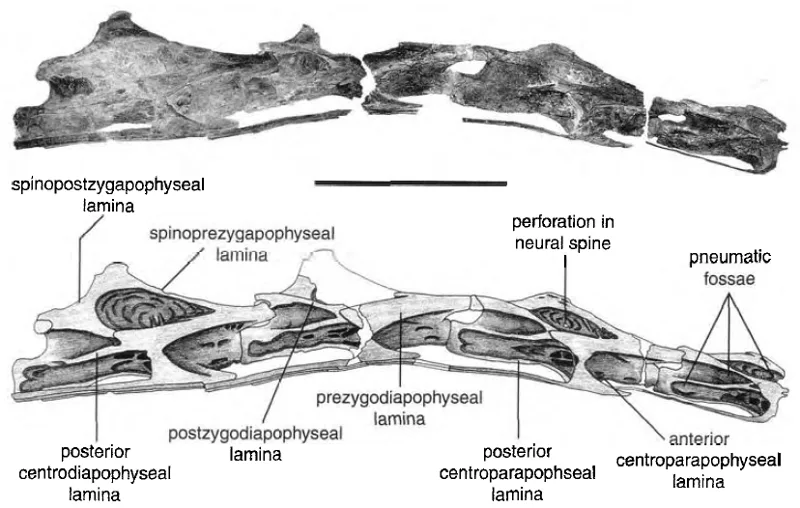 spinopostzygapophyseal
lamina
spinoprezygapophyseal
lamina
perforation in
neural spine
pneumatic
fossae
posterior
centrodiapophyseal
lamina
postzygodiapophyseal
lamina
prezygodiapophyseal
lamina
posterior
centroparapophseal
lamina
anterior
centroparapophyseal
lamina